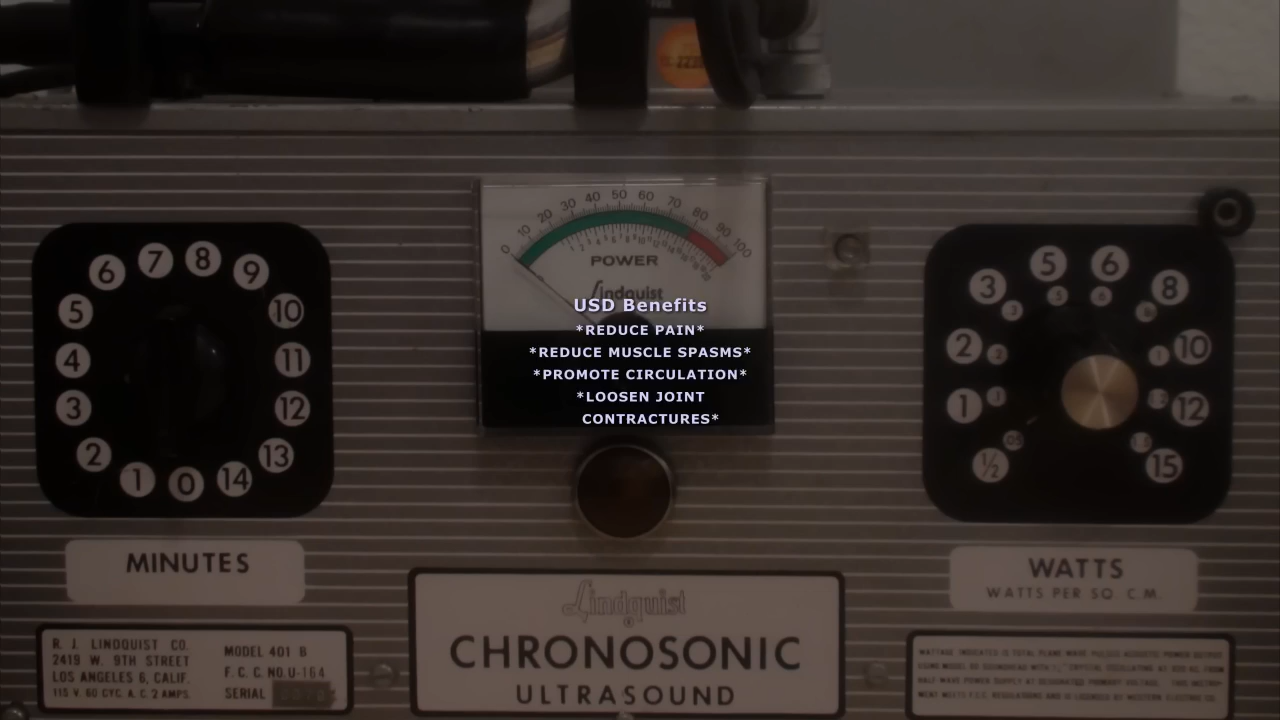 0 10 20 30 40 50 60 70 80 90 100
POWER
Lindquist
USD Benefits
*REDUCE PAIN*
*REDUCE MUSCLE SPASMS*
*PROMOTE CIRCULATION*
*LOOSEN JOINT
CONTRACTURES*
0 1 2 3 4 5 6 7 8 9 10 11 12 13 14
MINUTES
½ 1 2 3 5 6 8 10 12 15
WATTS
WATTS PER SQ. C.M.
Lindquist
CHRONOSONIC
ULTRASOUND
R. J. LINDQUIST CO.
2419 W. 9TH STREET
LOS ANGELES 6, CALIF.
115 V. 60 CYC. A. C. 2 AMPS.
MODEL 401 B
F. C. C. NO. U-164
SERIAL